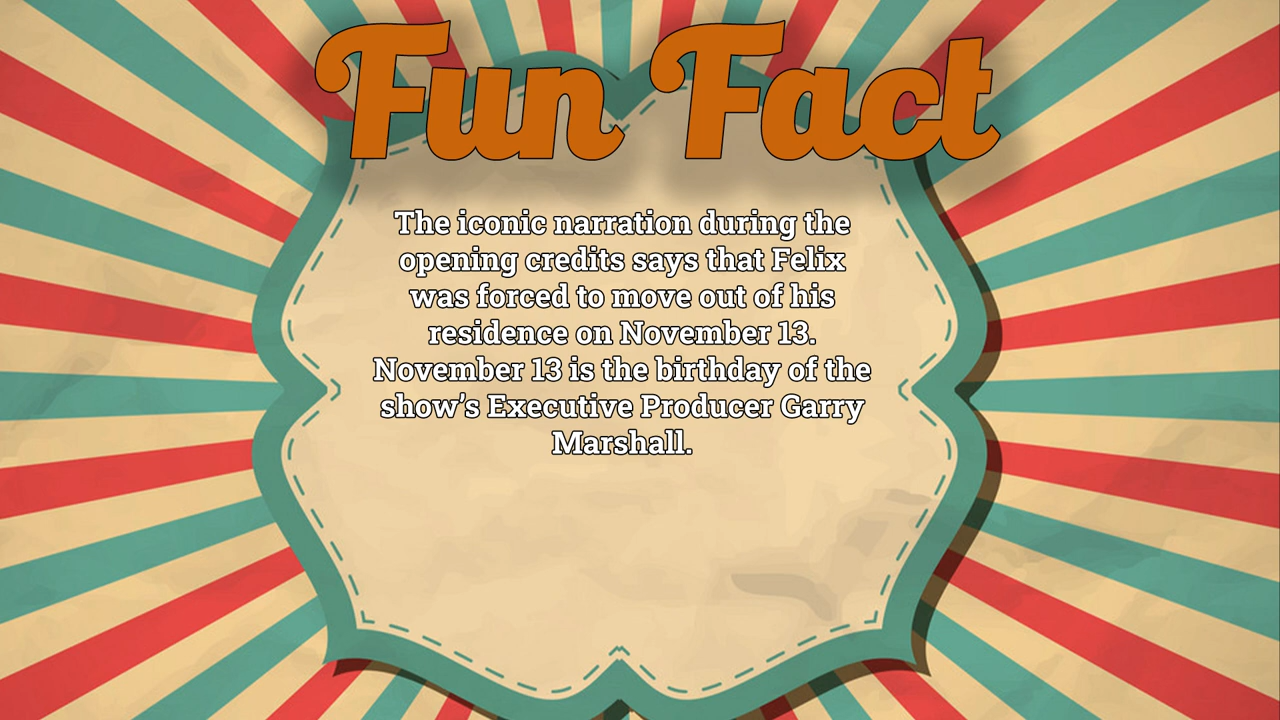 Fun Fact
The iconic narration during the
opening credits says that Felix
was forced to move out of his
residence on November 13.
November 13 is the birthday of the
show's Executive Producer Garry
Marshall.